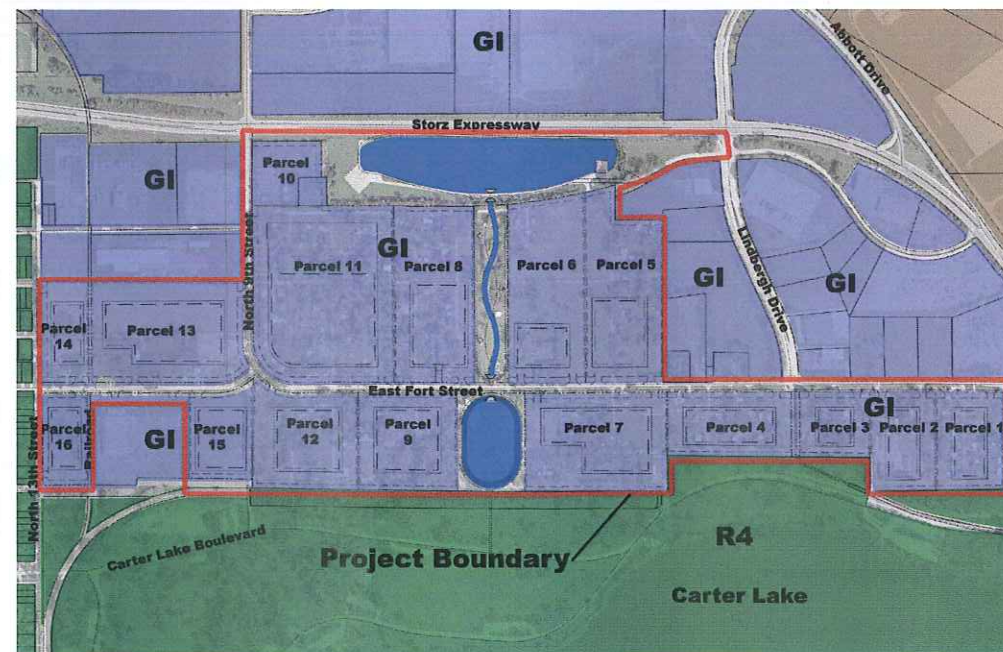 GI
Abbott Drive
Storz Expressway
Parcel
10
GI
North 9th Street
GI
Parcel 11
Parcel 8
Parcel 6
Parcel 5
GI
Lindbergh Drive
GI
Parcel
14
Parcel 13
East Fort Street
North 13th Street
Parcel
16
Railroad
GI
Parcel
15
Parcel
12
Parcel
9
Parcel 7
Parcel 4
GI
Parcel 3
Parcel 2
Parcel 1
Carter Lake Boulevard
Project Boundary
R4
Carter Lake